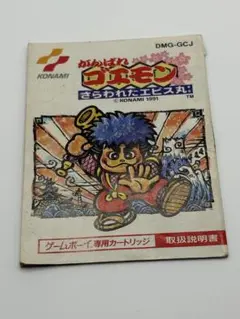 DMG-GCJ
KONAMI
がんばれ
ゴエモン
さらわれたエビス丸!
TM
© KONAMI 1991
ゲームボーイ専用カートリッジ
取扱説明書